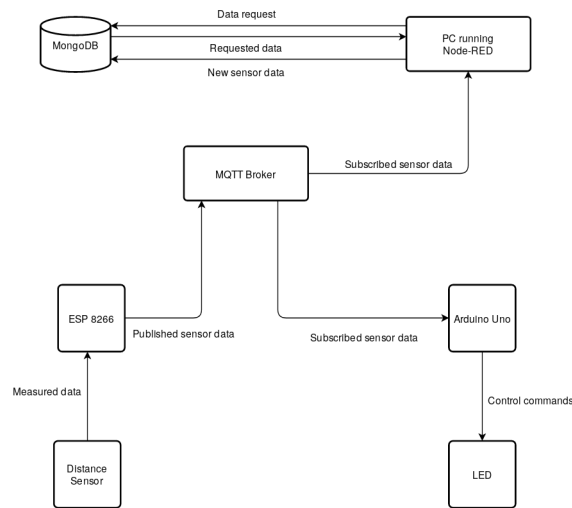 Data request
MongoDB
PC running
Node-RED
Requested data
New sensor data
MQTT Broker
Subscribed sensor data
ESP 8266
Published sensor data
Subscribed sensor data
Arduino Uno
Measured data
Control commands
Distance
Sensor
LED